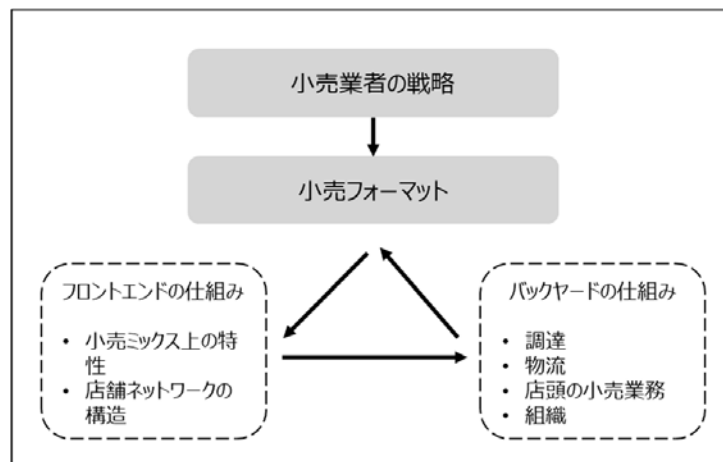 小売業者の戦略
小売フォーマット
フロントエンドの仕組み
• 小売ミックス上の特
性
• 店舗ネットワークの
構造
バックヤードの仕組み
• 調達
• 物流
• 店頭の小売業務
• 組織